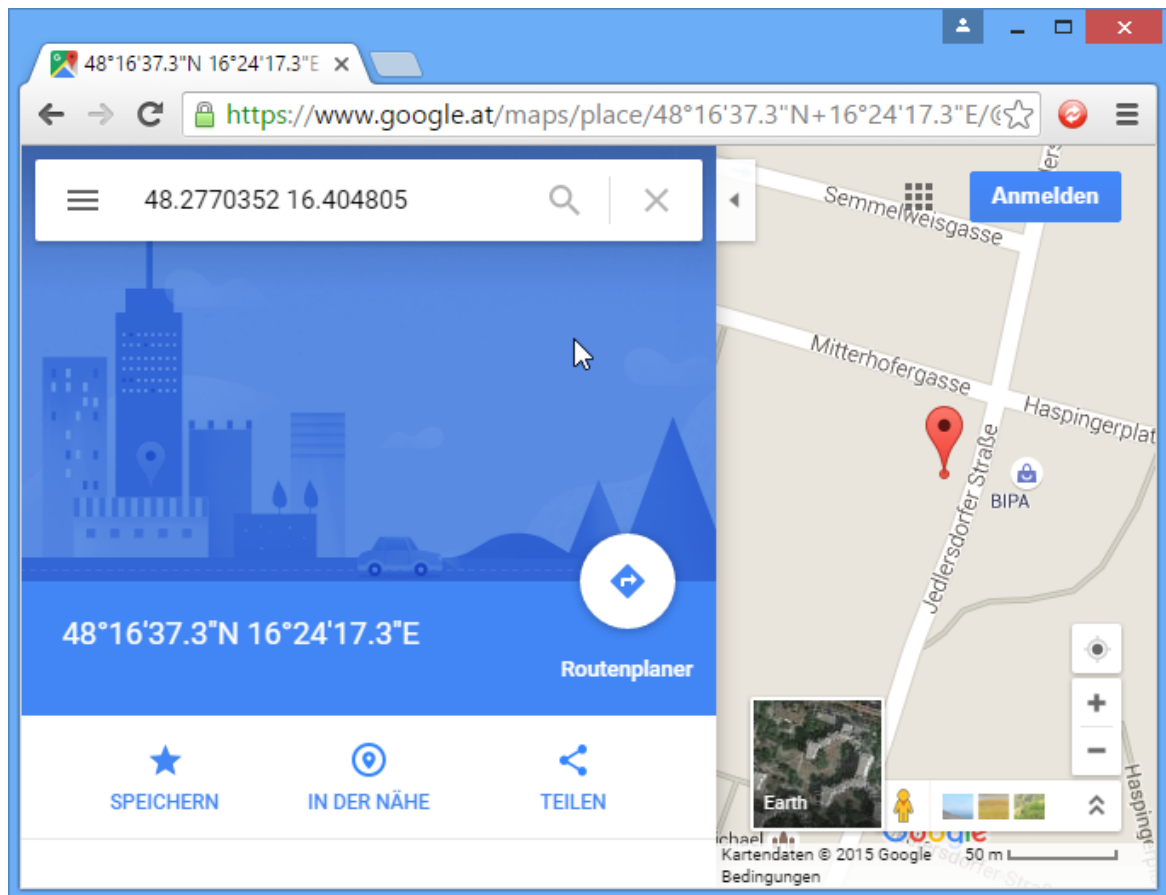 48°16'37.3"N 16°24'17.3"E
https://www.google.at/maps/place/48°16'37.3"N+16°24'17.3"E/
48.2770352 16.404805
Anmelden
Semmelweisgasse
Mitterhofergasse
Haspingerplat
Jedlersdorfer Straße
BIPA
48°16'37.3"N 16°24'17.3"E
Routenplaner
SPEICHERN
IN DER NÄHE
TEILEN
Earth
Google
Kartendaten © 2015 Google 50 m
Bedingungen